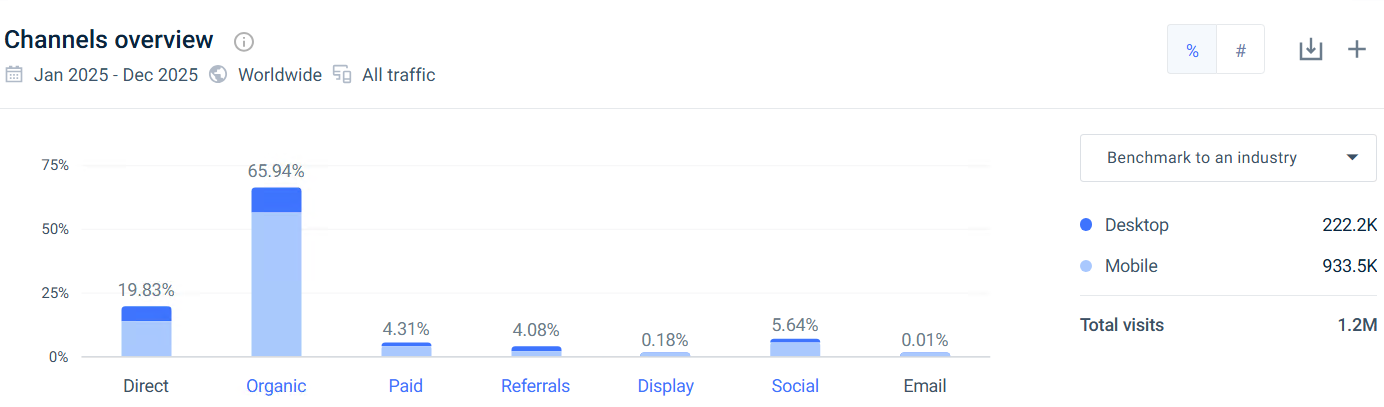 Channels overview
Jan 2025 - Dec 2025 Worldwide All traffic
% #
75%
50%
25%
0%
19.83%
65.94%
4.31%
4.08%
0.18%
5.64%
0.01%
Direct Organic Paid Referrals Display Social Email
Benchmark to an industry
Desktop 222.2K
Mobile 933.5K
Total visits 1.2M